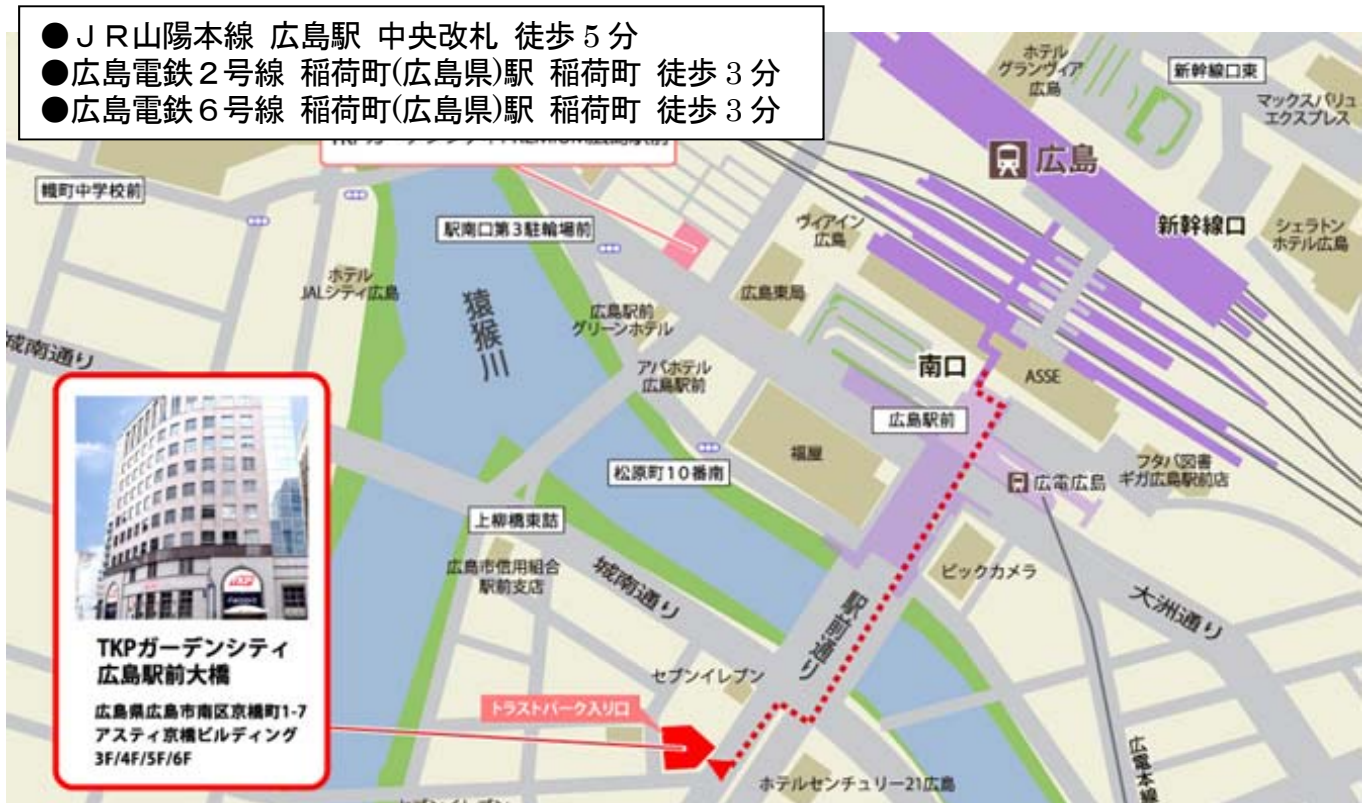 ●ＪＲ山陽本線 広島駅 中央改札 徒歩 5 分
●広島電鉄２号線 稲荷町(広島県)駅 稲荷町 徒歩 3 分
●広島電鉄６号線 稲荷町(広島県)駅 稲荷町 徒歩 3 分
ホテル
グランヴィア
広島
新幹線口東
マックスバリュ
エクスプレス
広島
幟町中学校前
駅南口第3駐輪場前
ヴィアイン
広島
新幹線口
シェラトン
ホテル広島
ホテル
JALシティ広島
猿猴川
広島駅前
グリーンホテル
広島東局
城南通り
アパホテル
広島駅前
南口
ASSE
広島駅前
福屋
松原町10番南
広電広島
フタバ図書
ギガ広島駅前店
上柳橋東詰
広島市信用組合
駅前支店
城南通り
ビックカメラ
駅前通り
大洲通り
TKPガーデンシティ
広島駅前大橋
広島県広島市南区京橋町1-7
アスティ京橋ビルディング
3F/4F/5F/6F
セブンイレブン
トラストパーク入り口
ホテルセンチュリー21広島
広電本線